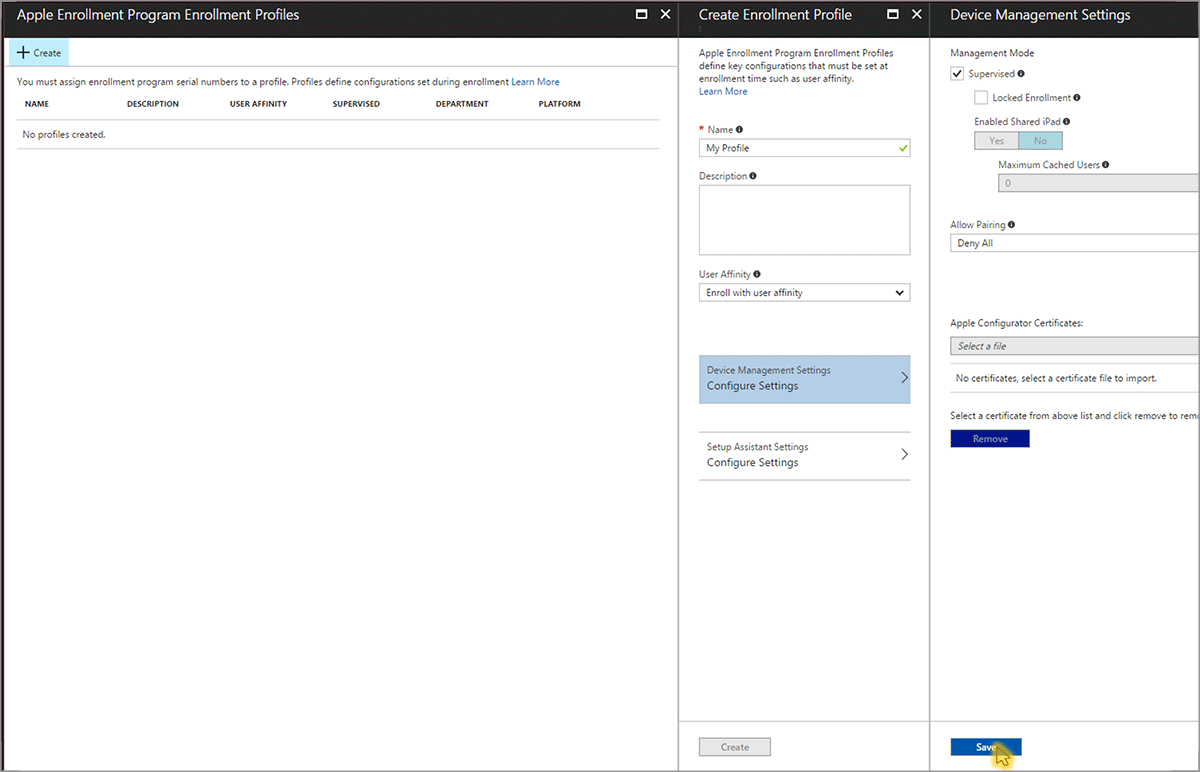 Apple Enrollment Program Enrollment Profiles
Create
You must assign enrollment program serial numbers to a profile. Profiles define configurations set during enrollment Learn More
NAME DESCRIPTION USER AFFINITY SUPERVISED DEPARTMENT PLATFORM
No profiles created.
Create Enrollment Profile
Apple Enrollment Program Enrollment Profiles
define key configurations that must be set at
enrollment time such as user affinity.
Learn More
* Name
My Profile
Description
User Affinity
Enroll with user affinity
Device Management Settings
Configure Settings
Setup Assistant Settings
Configure Settings
Create
Device Management Settings
Management Mode
Supervised
Locked Enrollment
Enabled Shared iPad
Yes No
Maximum Cached Users
0
Allow Pairing
Deny All
Apple Configurator Certificates:
Select a file
No certificates, select a certificate file to import.
Select a certificate from above list and click remove to
Remove
Save